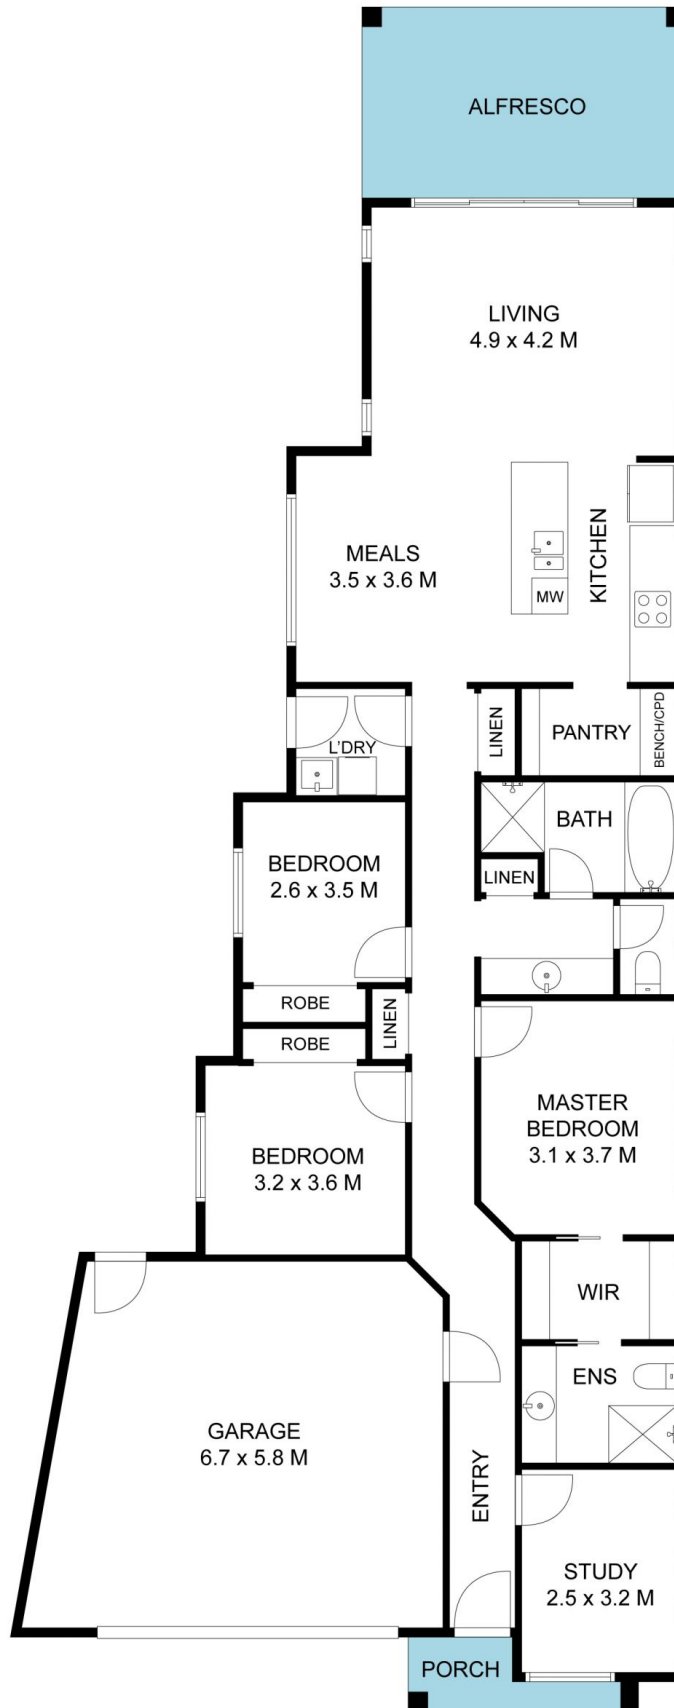 ALFRESCO
LIVING
4.9 x 4.2 M
KITCHEN
MEALS
3.5 x 3.6 M
MW
LINEN
PANTRY
BENCH/CPD
L'DRY
BATH
BEDROOM
2.6 x 3.5 M
LINEN
ROBE
LINEN
ROBE
MASTER
BEDROOM
3.1 x 3.7 M
BEDROOM
3.2 x 3.6 M
WIR
ENS
GARAGE
6.7 x 5.8 M
ENTRY
STUDY
2.5 x 3.2 M
PORCH